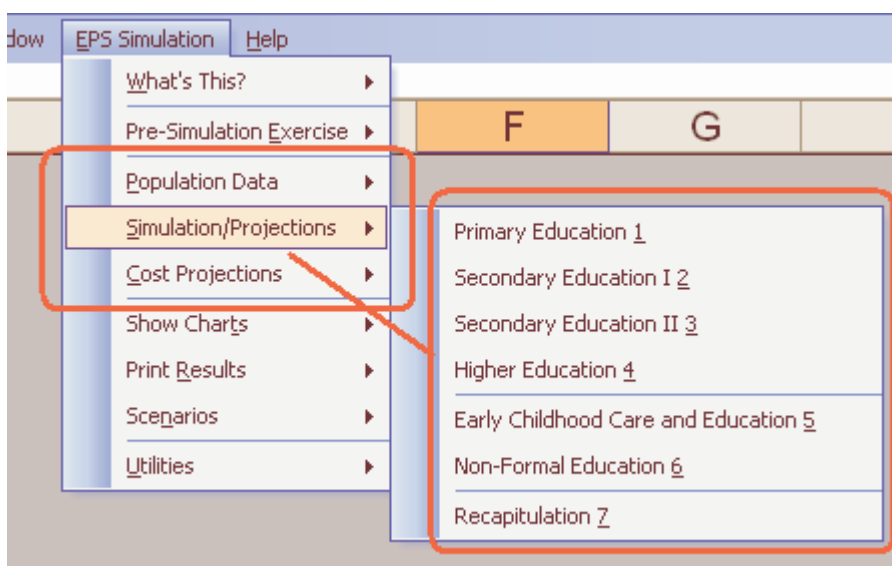 dow EPS Simulation Help
What's This?
Pre-Simulation Exercise
F G
Population Data
Simulation/Projections
Cost Projections
Show Charts
Print Results
Scenarios
Utilities
Primary Education 1
Secondary Education I 2
Secondary Education II 3
Higher Education 4
Early Childhood Care and Education 5
Non-Formal Education 6
Recapitulation 7